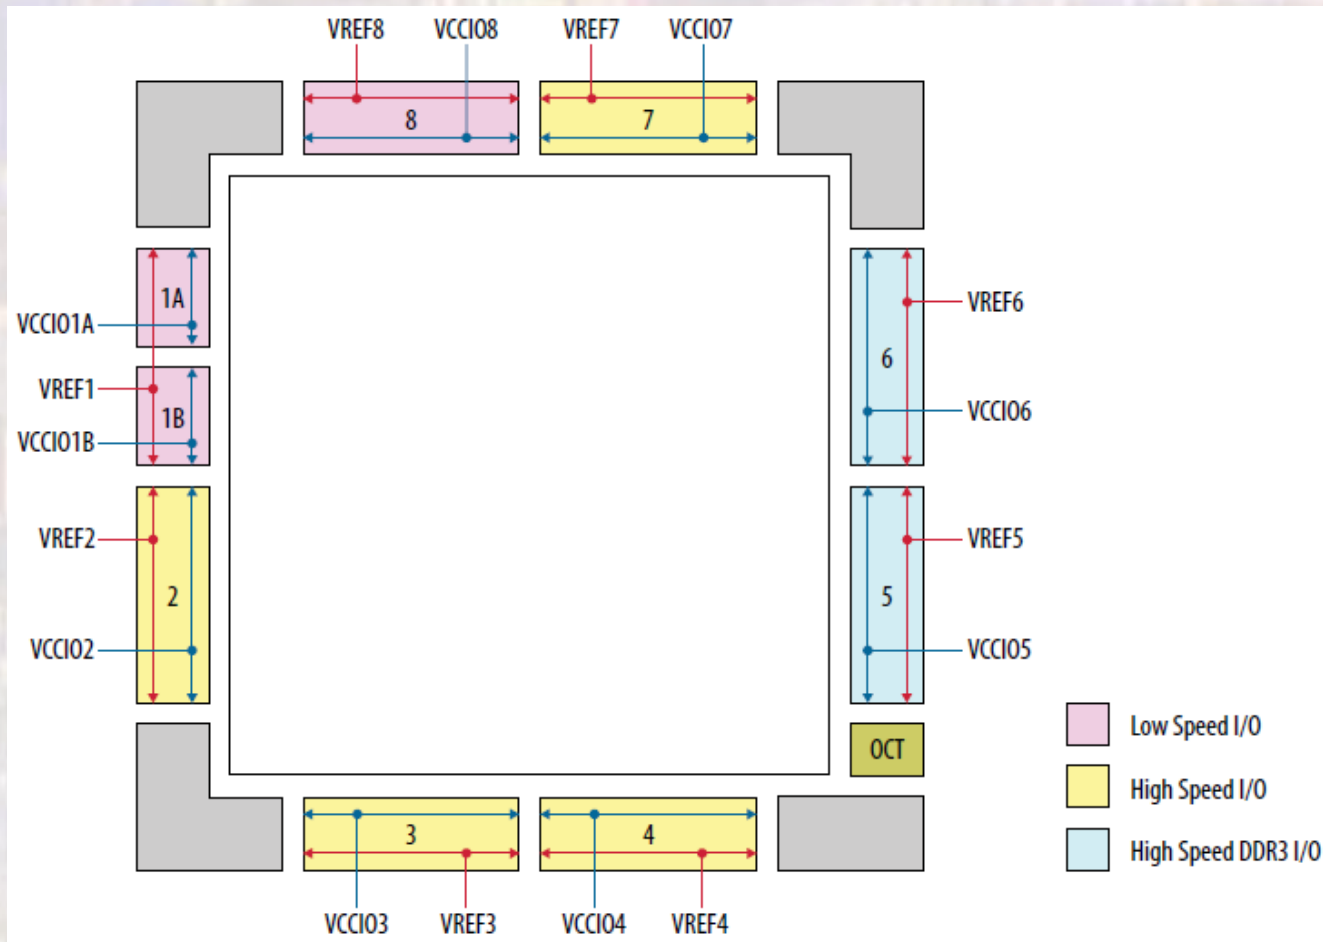 VREF8 VCCIO8 VREF7 VCCIO7
8 7
1A
VCCIO1A
VREF1
1B
VCCIO1B
VREF2
2
VCCIO2
VREF6
6
VCCIO6
VREF5
5
VCCIO5
OCT
3 4
VCCIO3 VREF3 VCCIO4 VREF4
Low Speed I/O
High Speed I/O
High Speed DDR3 I/O